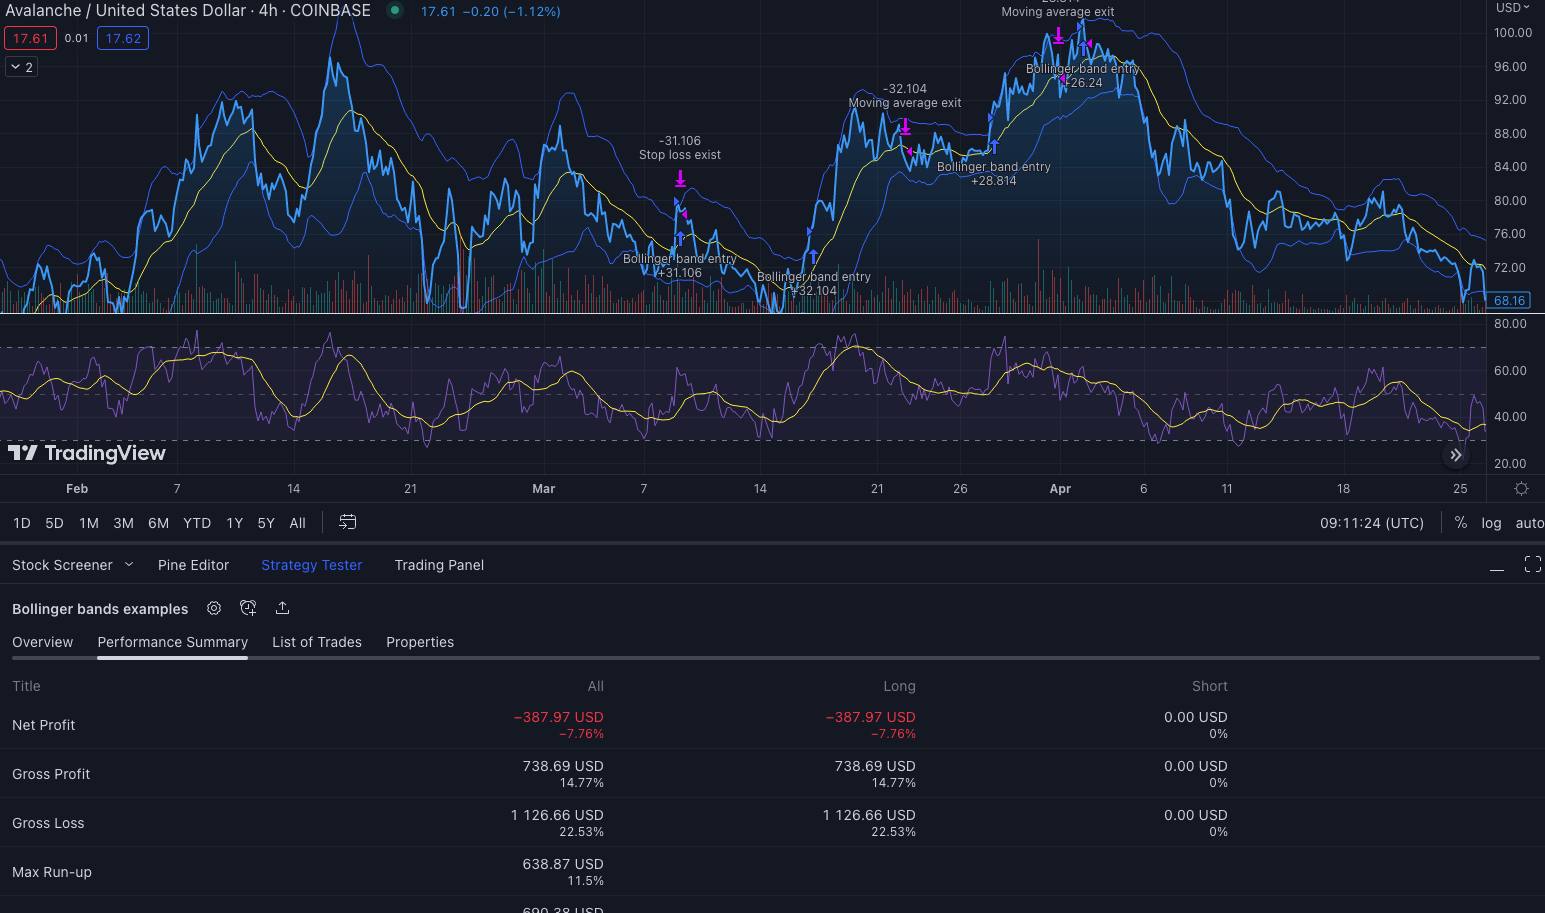 Avalanche / United States Dollar · 4h · COINBASE
17.61 −0.20 (−1.12%)
17.61 0.01 17.62
2
USD
100.00
96.00
92.00
88.00
84.00
80.00
76.00
72.00
68.16
80.00
60.00
40.00
20.00
Moving average exit
Bollinger band entry
+26.24
-32.104
Moving average exit
-31.106
Stop loss exist
Bollinger band entry
+28.814
Bollinger band entry
+31.106
Bollinger band entry
+32.104
TradingView
Feb 7 14 21 Mar 7 14 21 26 Apr 6 11 18 25
1D 5D 1M 3M 6M YTD 1Y 5Y All
09:11:24 (UTC) % log auto
Stock Screener Pine Editor Strategy Tester Trading Panel
Bollinger bands examples
Overview Performance Summary List of Trades Properties
Title All Long Short
Net Profit −387.97 USD −387.97 USD 0.00 USD
−7.76% −7.76% 0%
Gross Profit 738.69 USD 738.69 USD 0.00 USD
14.77% 14.77% 0%
Gross Loss 1 126.66 USD 1 126.66 USD 0.00 USD
22.53% 22.53% 0%
Max Run-up 638.87 USD
11.5%